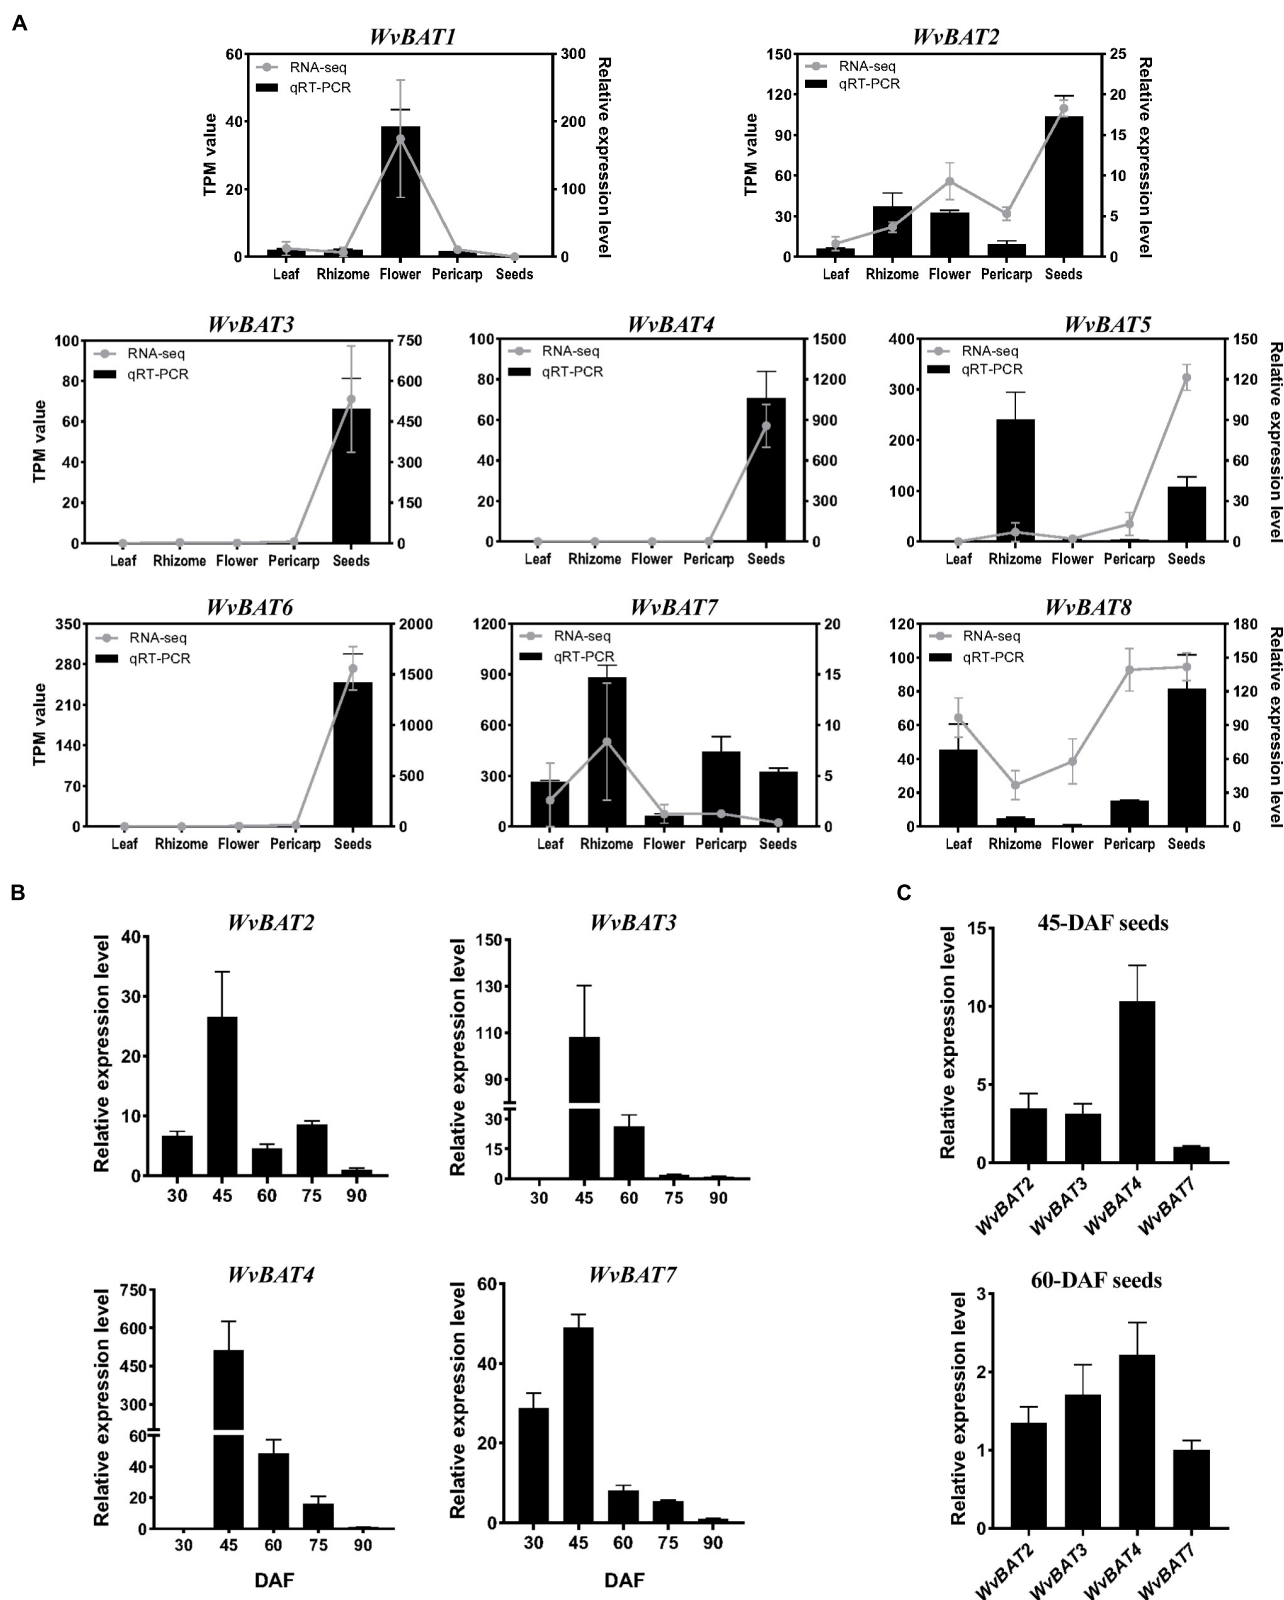 A
WvBAT1
60
40
20
0
TPM value
RNA-seq
qRT-PCR
300
200
100
0
Relative expression level
Leaf Rhizome Flower Pericarp Seeds
WvBAT2
150
120
90
60
30
0
TPM value
RNA-seq
qRT-PCR
25
20
15
10
5
0
Relative expression level
Leaf Rhizome Flower Pericarp Seeds
WvBAT3
100
80
60
40
20
0
TPM value
RNA-seq
qRT-PCR
750
600
450
300
150
0
Leaf Rhizome Flower Pericarp Seeds
WvBAT4
100
80
60
40
20
0
RNA-seq
qRT-PCR
1500
1200
900
600
300
0
Leaf Rhizome Flower Pericarp Seeds
WvBAT5
400
300
200
100
0
RNA-seq
qRT-PCR
150
120
90
60
30
0
Relative expression level
Leaf Rhizome Flower Pericarp Seeds
WvBAT6
350
280
210
140
70
0
TPM value
RNA-seq
qRT-PCR
2000
1500
1000
500
0
Leaf Rhizome Flower Pericarp Seeds
WvBAT7
1200
900
600
300
0
RNA-seq
qRT-PCR
20
15
10
5
0
Leaf Rhizome Flower Pericarp Seeds
WvBAT8
120
100
80
60
40
20
0
RNA-seq
qRT-PCR
180
150
120
90
60
30
0
Relative expression level
Leaf Rhizome Flower Pericarp Seeds
B
WvBAT2
40
30
20
10
0
Relative expression level
30 45 60 75 90
WvBAT3
150
130
110
90
30
15
0
Relative expression level
30 45 60 75 90
WvBAT4
750
600
450
300
60
40
20
0
Relative expression level
30 45 60 75 90
DAF
WvBAT7
60
40
20
0
Relative expression level
30 45 60 75 90
DAF
C
45-DAF seeds
15
10
5
0
Relative expression level
WvBAT2 WvBAT3 WvBAT4 WvBAT7
60-DAF seeds
3
2
1
0
Relative expression level
WvBAT2 WvBAT3 WvBAT4 WvBAT7